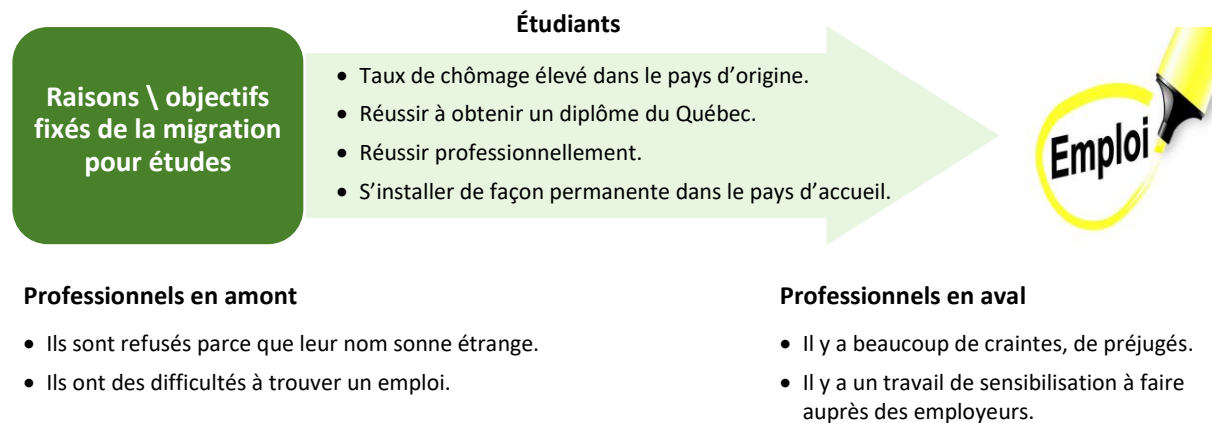 Étudiants
Raisons \ objectifs
fixés de la migration
pour études
• Taux de chômage élevé dans le pays d’origine.
• Réussir à obtenir un diplôme du Québec.
• Réussir professionnellement.
• S’installer de façon permanente dans le pays d’accueil.
Emploi
Professionnels en amont
• Ils sont refusés parce que leur nom sonne étrange.
• Ils ont des difficultés à trouver un emploi.
Professionnels en aval
• Il y a beaucoup de craintes, de préjugés.
• Il y a un travail de sensibilisation à faire
auprès des employeurs.